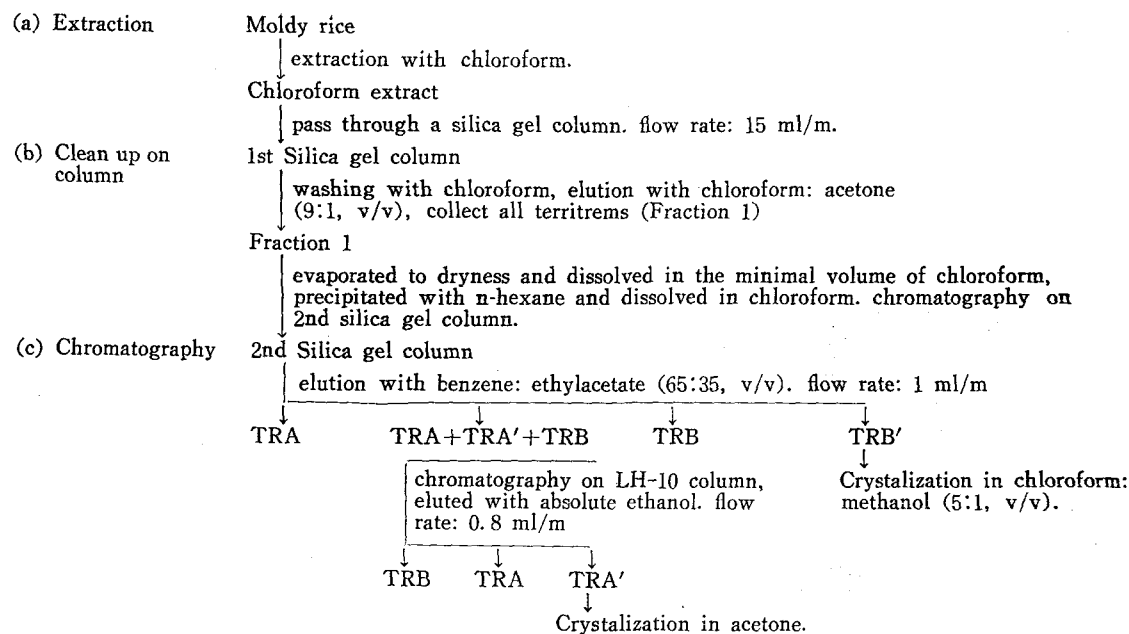 (a) Extraction Moldy rice
extraction with chloroform.
Chloroform extract
pass through a silica gel column. flow rate: 15 ml/m.
(b) Clean up on column 1st Silica gel column
washing with chloroform, elution with chloroform: acetone
(9:1, v/v), collect all territrems (Fraction 1)
Fraction 1
evaporated to dryness and dissolved in the minimal volume of chloroform,
precipitated with n-hexane and dissolved in chloroform. chromatography on
2nd silica gel column.
(c) Chromatography 2nd Silica gel column
elution with benzene: ethylacetate (65:35, v/v). flow rate: 1 ml/m
TRA TRA+TRA′+TRB TRB TRB′
chromatography on LH-10 column,
eluted with absolute ethanol. flow
rate: 0.8 ml/m
Crystalization in chloroform:
methanol (5:1, v/v).
TRB TRA TRA′
Crystalization in acetone.